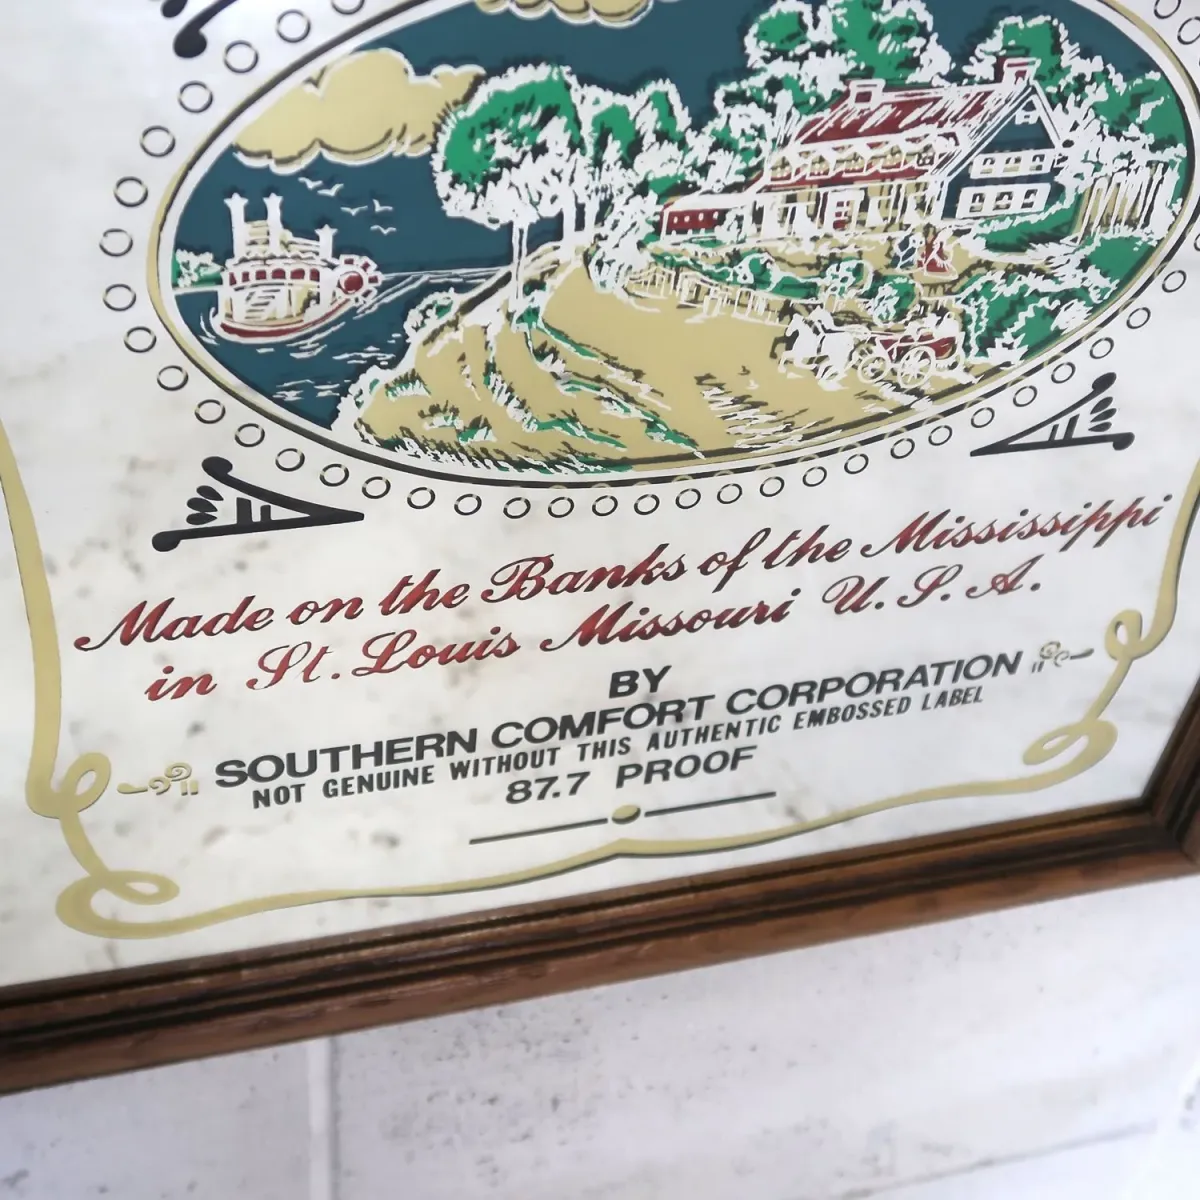 Made on the Banks of the Mississippi
in St. Louis Missouri U. S. A.
BY
SOUTHERN COMFORT CORPORATION
NOT GENUINE WITHOUT THIS AUTHENTIC EMBOSSED LABEL
87.7 PROOF